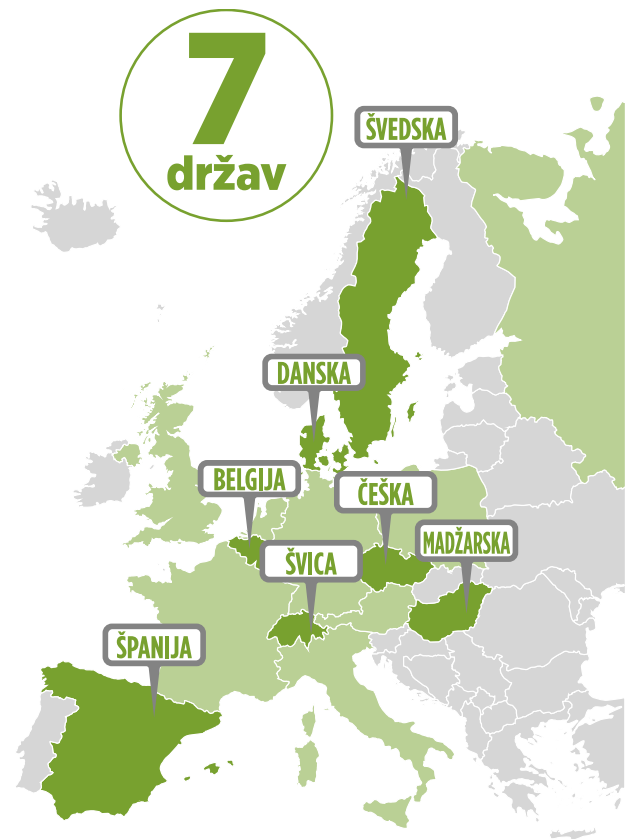 7
držav
ŠVEDSKA
DANSKA
BELGIJA
ČEŠKA
MADŽARSKA
ŠVICA
ŠPANIJA